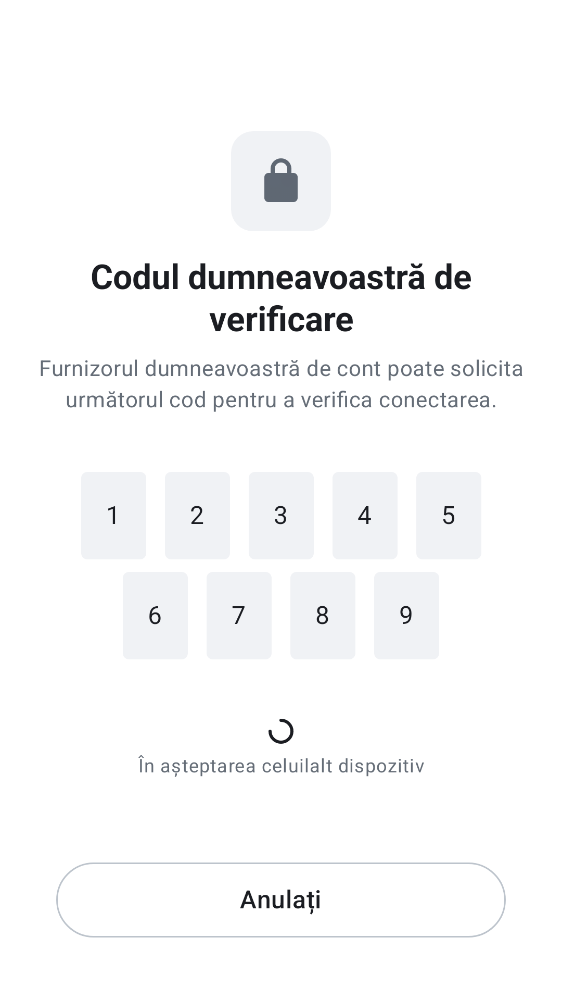 Codul dumneavoastră de
verificare
Furnizorul dumneavoastră de cont poate solicita
următorul cod pentru a verifica conectarea.
1 2 3 4 5
6 7 8 9
În așteptarea celuilalt dispozitiv
Anulați